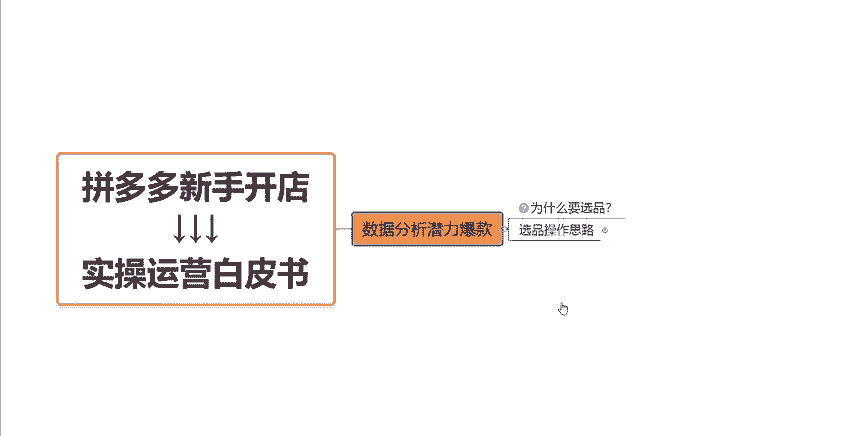 拼多多新手开店
↓↓↓
实操运营白皮书
数据分析潜力爆款
为什么要选品?
选品操作思路